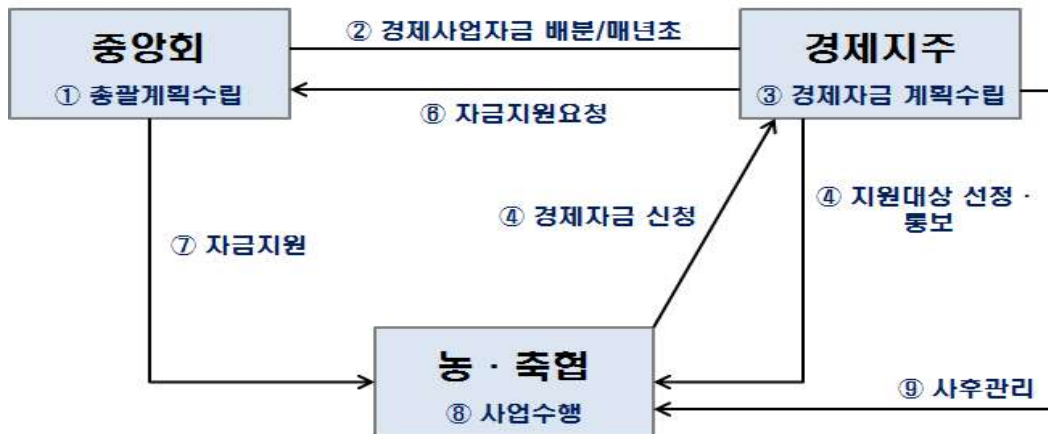 중앙회
① 총괄계획수립
② 경제사업자금 배분/매년초
경제지주
③ 경제자금 계획수립
⑥ 자금지원요청
④ 경제자금 신청
④ 지원대상 선정 ·
통보
⑦ 자금지원
농 · 축협
⑧ 사업수행
⑨ 사후관리